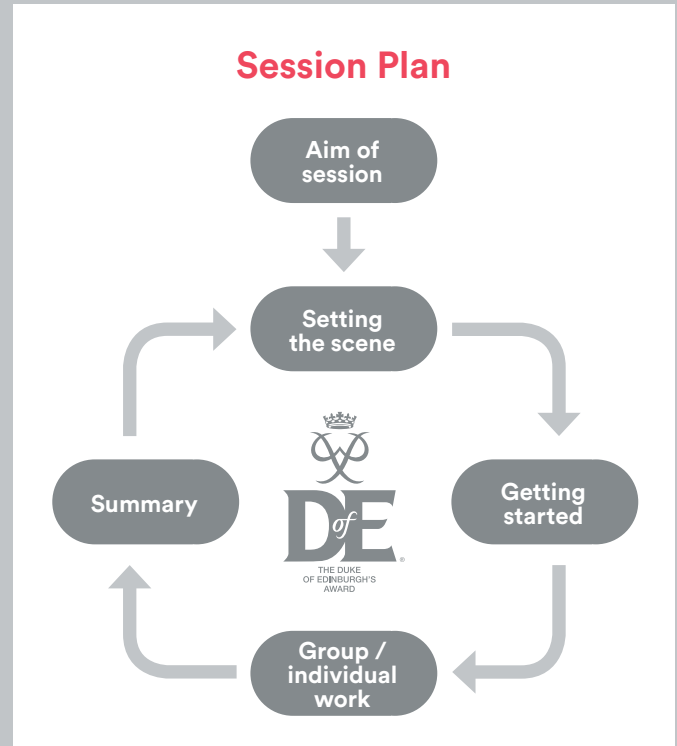 Session Plan
Aim of
session
Setting
the scene
Getting
started
Group /
individual
work
Summary
DofE®
THE DUKE
OF EDINBURGH'S
AWARD